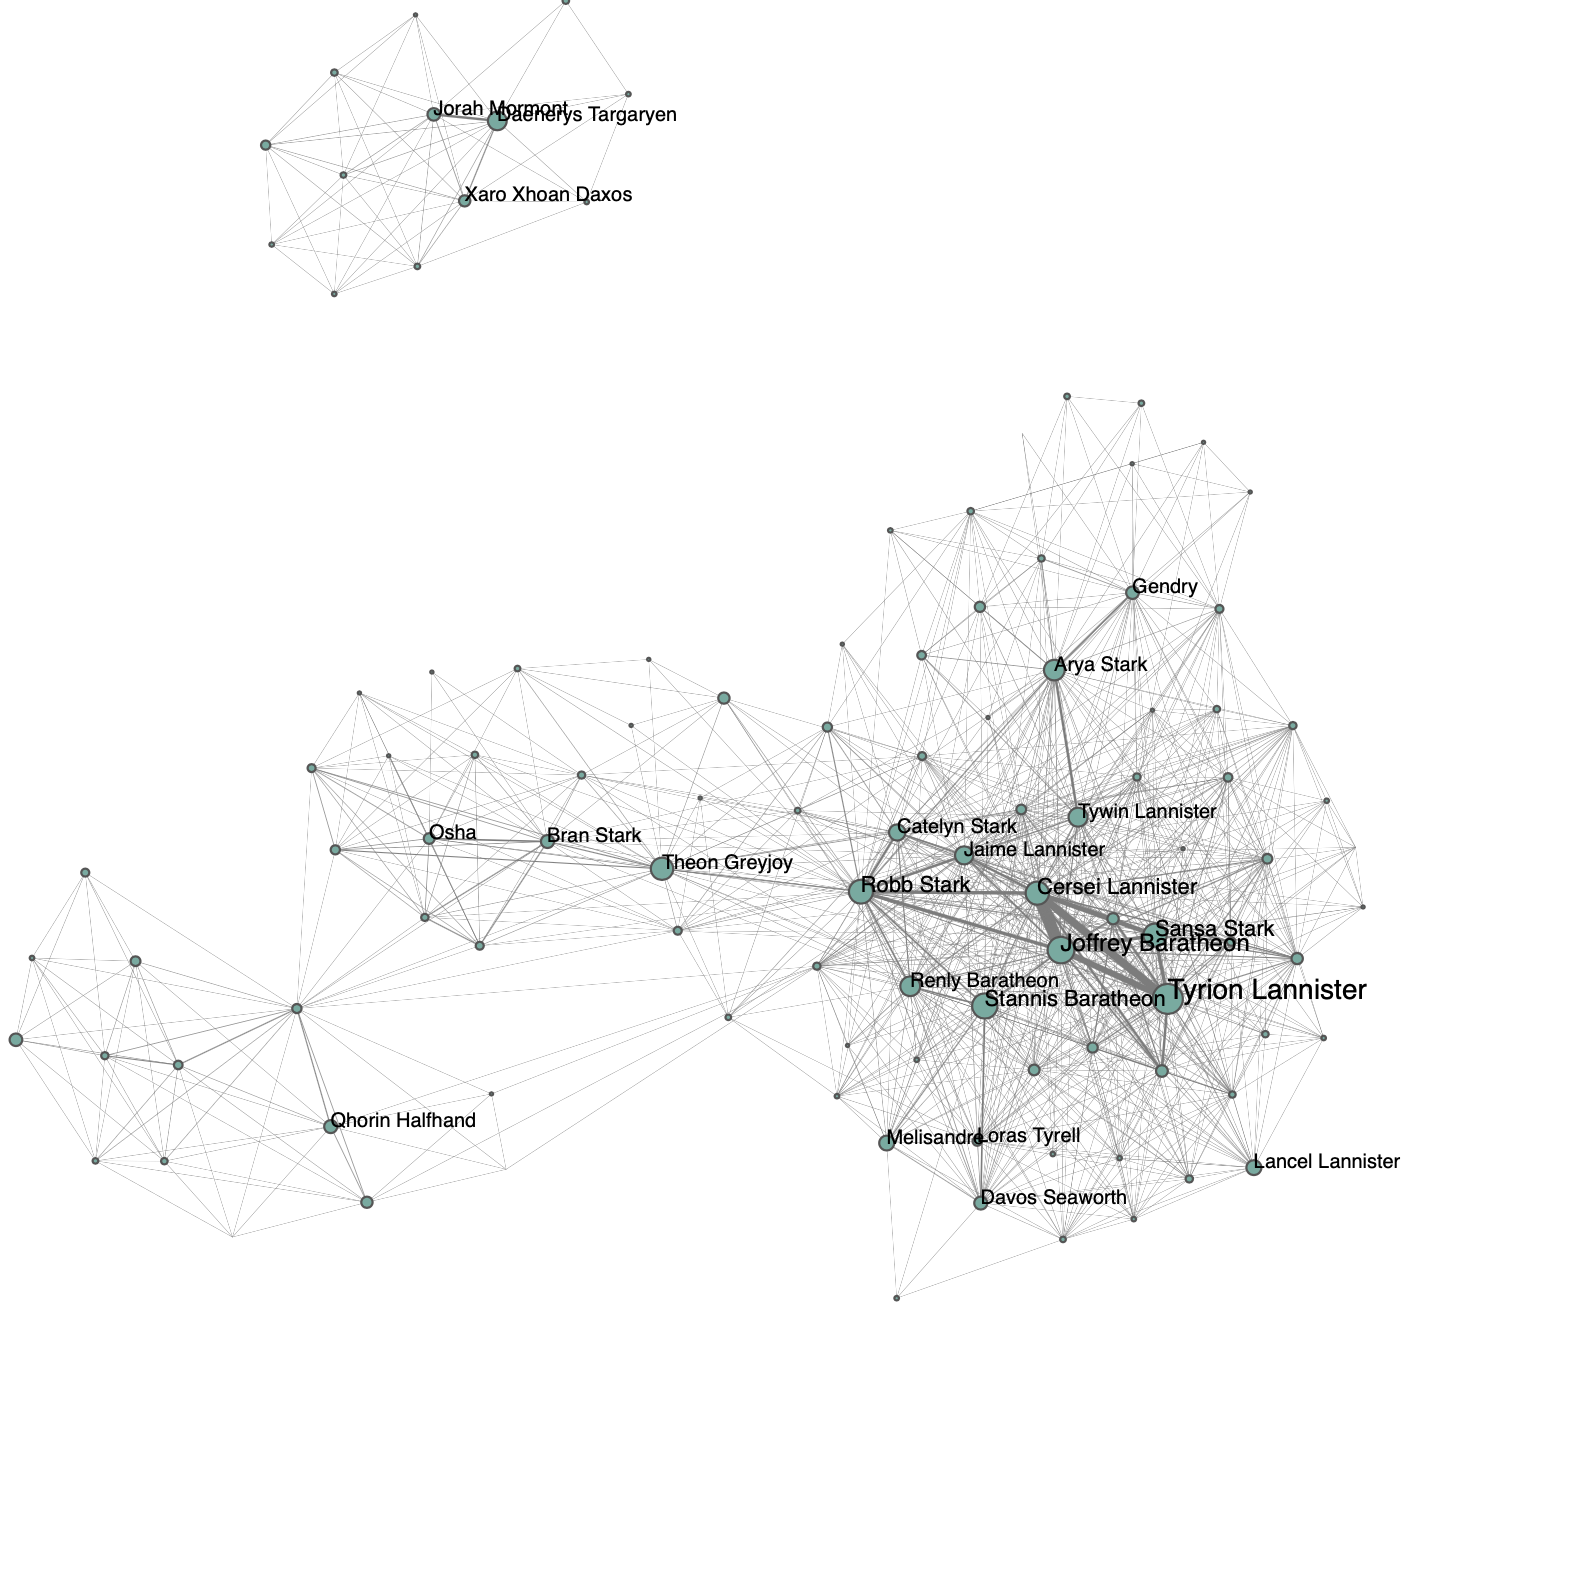 Jorah Mormont
Daenerys Targaryen
Xaro Xhoan Daxos
Gendry
Arya Stark
Tywin Lannister
Catelyn Stark
Jaime Lannister
Osha
Bran Stark
Theon Greyjoy
Robb Stark
Cersei Lannister
Sansa Stark
Joffrey Baratheon
Renly Baratheon
Stannis Baratheon
Tyrion Lannister
Qhorin Halfhand
Melisandre
Loras Tyrell
Lancel Lannister
Davos Seaworth